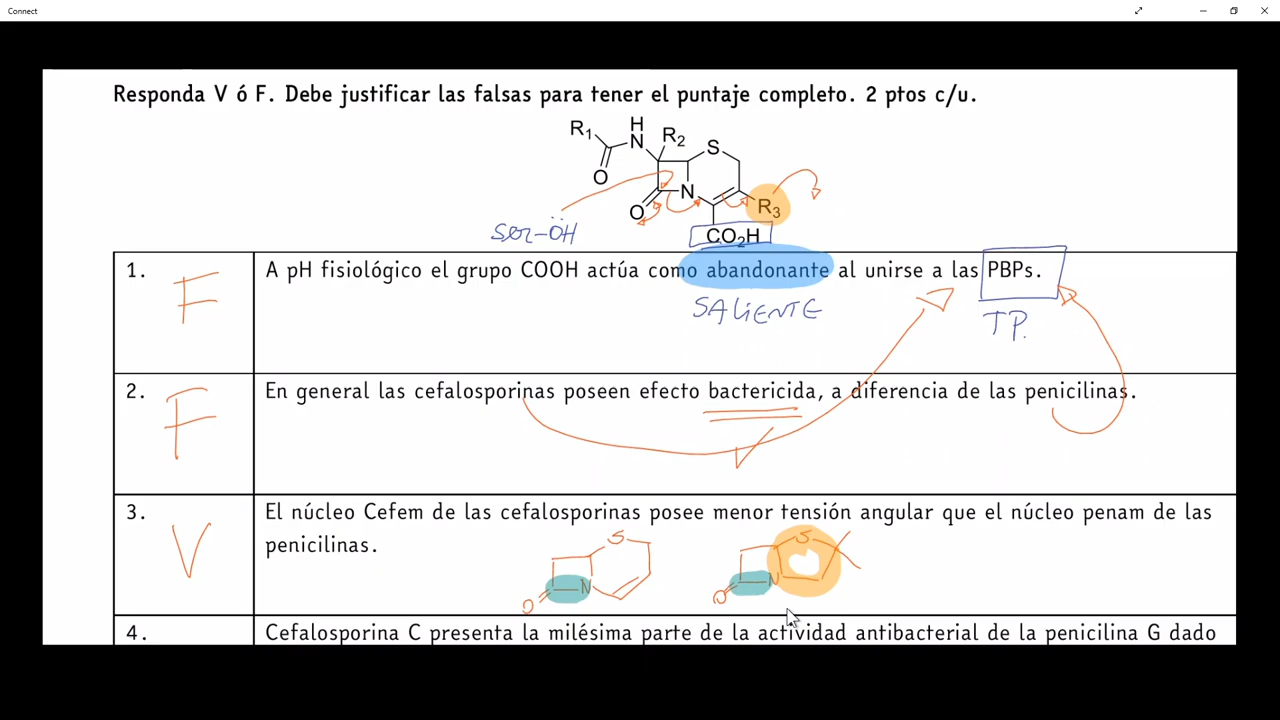 Connect
Responda V ó F. Debe justificar las falsas para tener el puntaje completo. 2 ptos c/u.
R1 H N R2 S
O N
O R3
CO2H
ser-ÖH
1. F A pH fisiológico el grupo COOH actúa como abandonante al unirse a las PBPs.
SALIENTE TP.
2. F En general las cefalosporinas poseen efecto bactericida, a diferencia de las penicilinas.
3. V El núcleo Cefem de las cefalosporinas posee menor tensión angular que el núcleo penam de las
penicilinas.
S S
N N
O O
4. Cefalosporina C presenta la milésima parte de la actividad antibacterial de la penicilina G dado